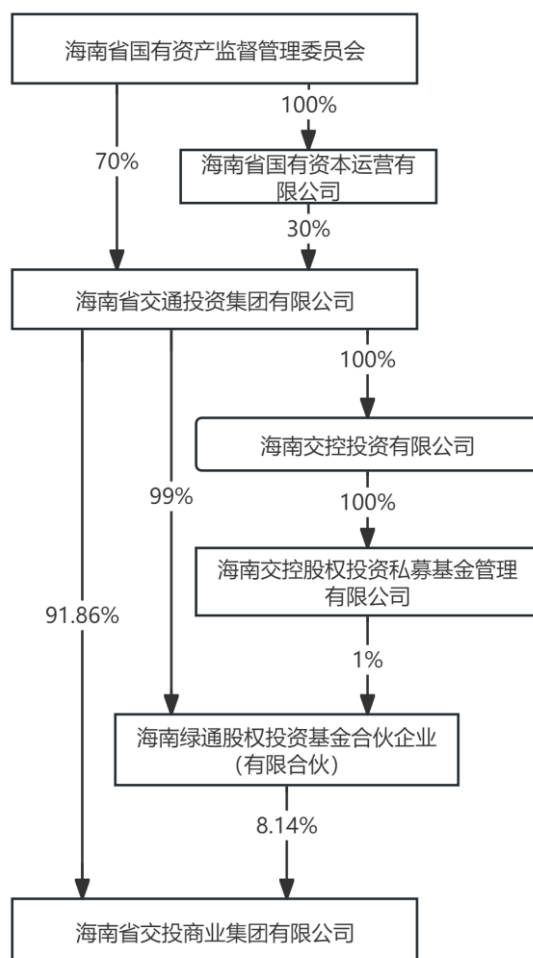 海南省国有资产监督管理委员会
100%
70%
海南省国有资本运营有
限公司
30%
海南省交通投资集团有限公司
100%
海南交控投资有限公司
99%
100%
海南交控股权投资私募基金管理
有限公司
91.86%
1%
海南绿通股权投资基金合伙企业
（有限合伙）
8.14%
海南省交投商业集团有限公司